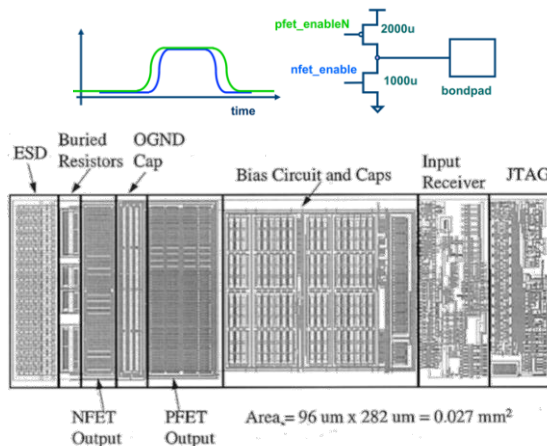 pfet_enableN
2000u
nfet_enable
1000u
bondpad
time
ESD
Buried
Resistors
OGND
Cap
Bias Circuit and Caps
Input
Receiver
JTAG
NFET
Output
PFET
Output
Area = 96 um x 282 um = 0.027 mm²